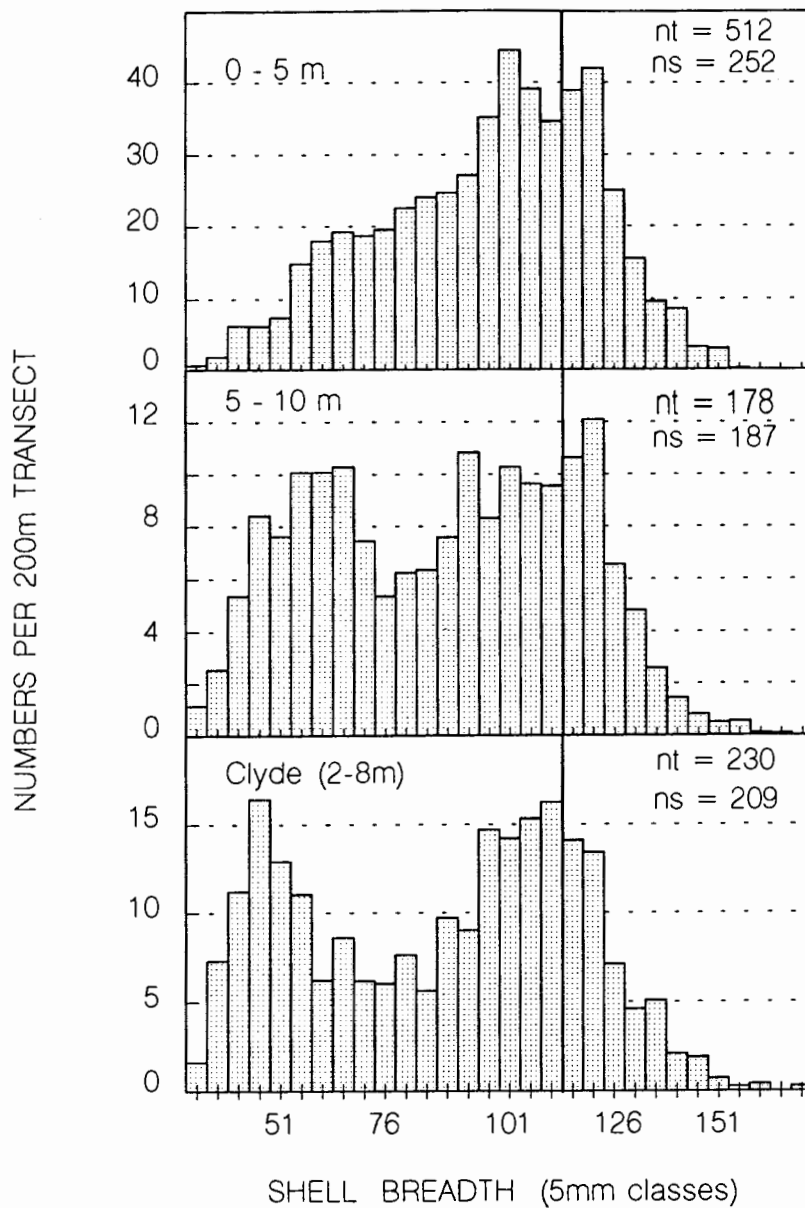 NUMBERS PER 200m TRANSECT
0 - 5 m
nt = 512
ns = 252
40
30
20
10
0
5 - 10 m
nt = 178
ns = 187
12
9
8
4
0
Clyde (2-8m)
nt = 230
ns = 209
15
10
5
0
51 76 101 126 151
SHELL BREADTH (5mm classes)